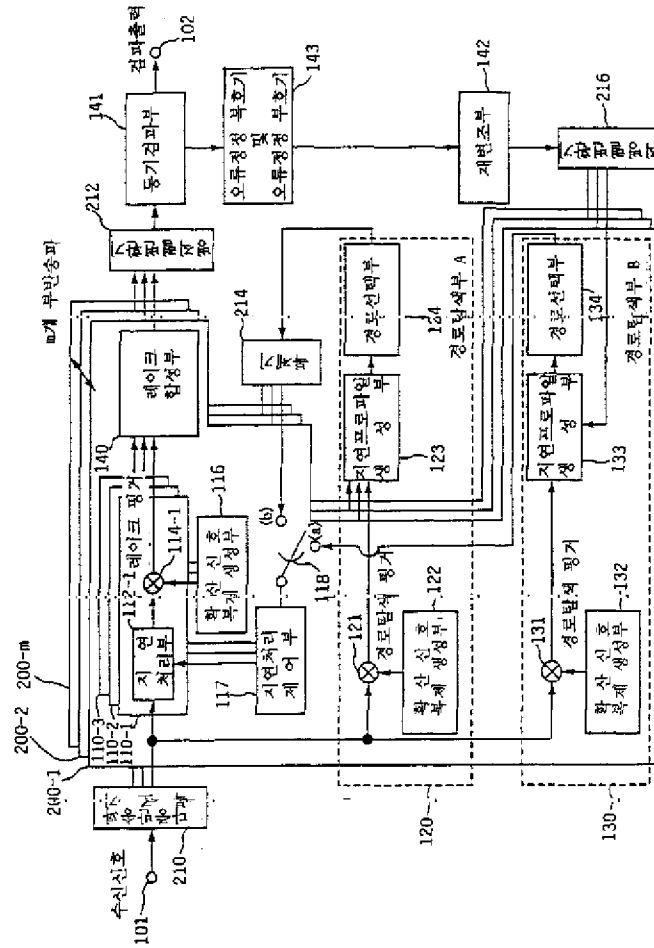 200-m
200-2
200-1
m개 부반송파
수신신호
101
210
110-3
110-2
110-1
레이크 핑거
112-1
지연
처리부
114-1
확 산 신 호
복제 생성부
116
지연처리
제어부
117
118
(a)
(b)
140
레이크
합성부
212
141
동기검파부
검파출력
102
오류정정 복호기
및
오류정정 부호기
143
재변조부
142
216
214
120
121
경로탐색 핑거
확 산 신 호
복제 생성부
122
지연프로파일
생 성 부
123
경로선택부
124
경로탐색부 A
130
131
경로탐색 핑거
확 산 신 호
복제 생성부
132
지연프로파일
생 성 부
133
경로선택부
134
경로탐색부 B